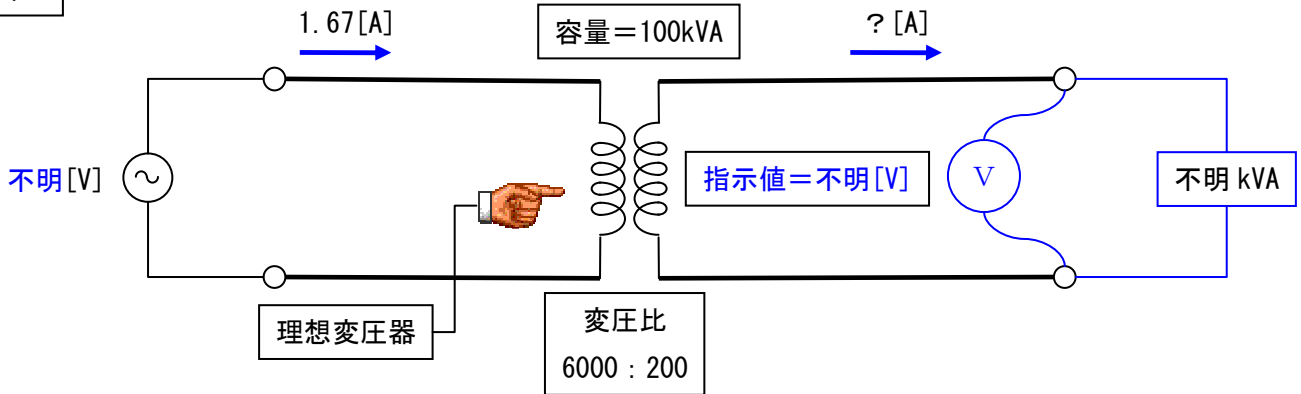 1.67[A]
容量＝100kVA
？[A]
不明[V]
指示値＝不明[V]
V
不明 kVA
理想変圧器
変圧比
6000：200